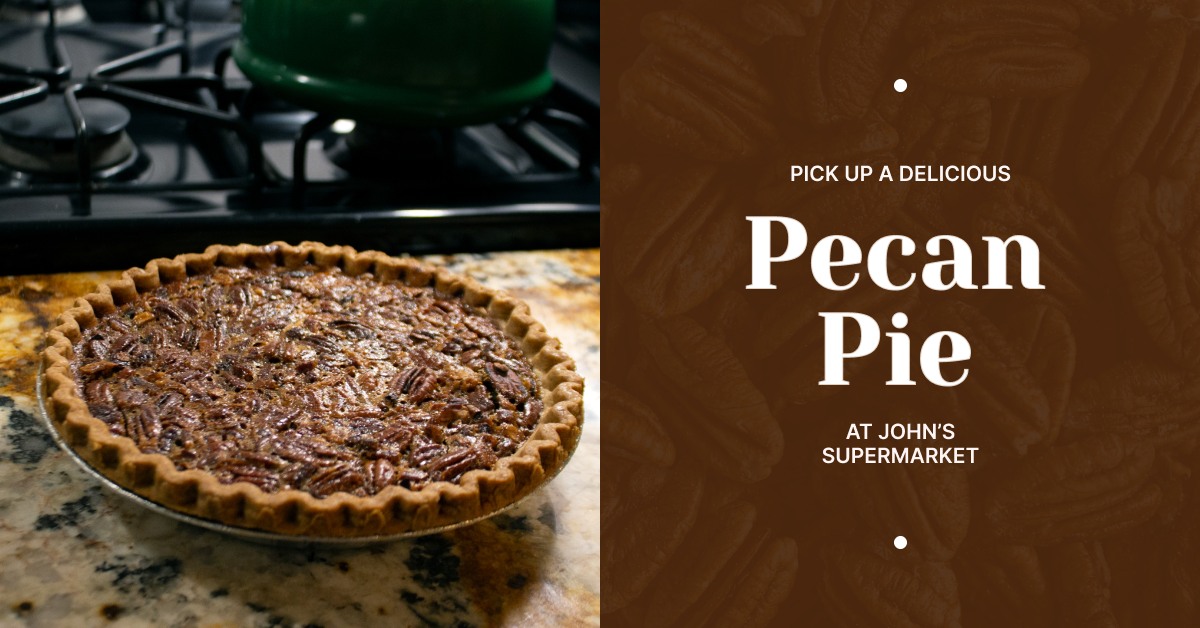 PICK UP A DELICIOUS
Pecan
Pie
AT JOHN’S
SUPERMARKET